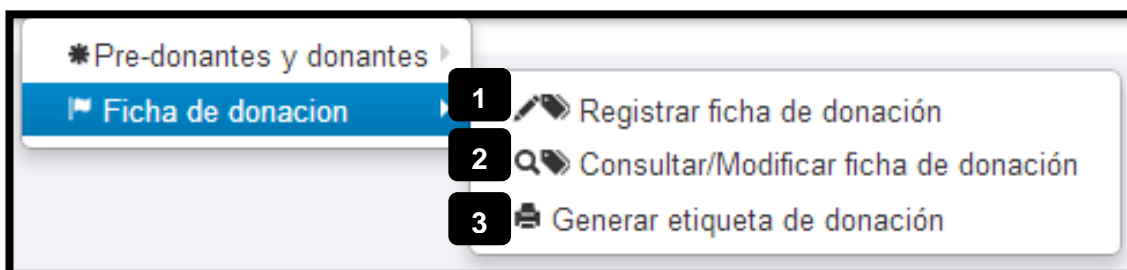 Pre-donantes y donantes
Ficha de donacion
1 Registrar ficha de donación
2 Consultar/Modificar ficha de donación
3 Generar etiqueta de donación